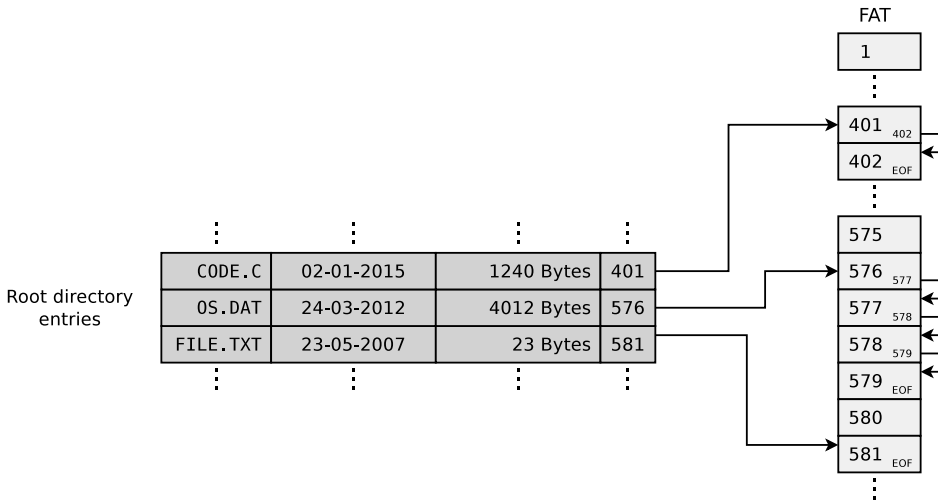 FAT
1
401 402
402 EOF
575
CODE.C 02-01-2015 1240 Bytes 401
576 577
Root directory
entries
OS.DAT 24-03-2012 4012 Bytes 576
577 578
FILE.TXT 23-05-2007 23 Bytes 581
578 579
579 EOF
580
581 EOF